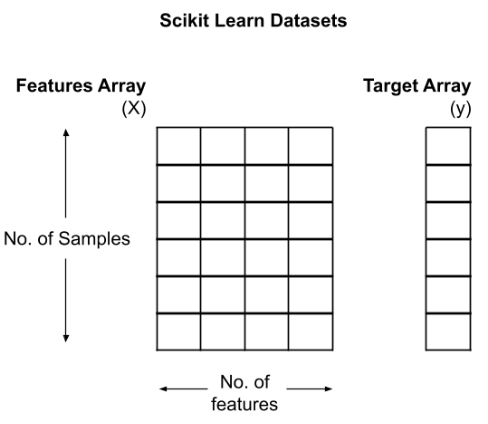 Scikit Learn Datasets
Features Array
(X)
Target Array
(y)
No. of Samples
No. of
features